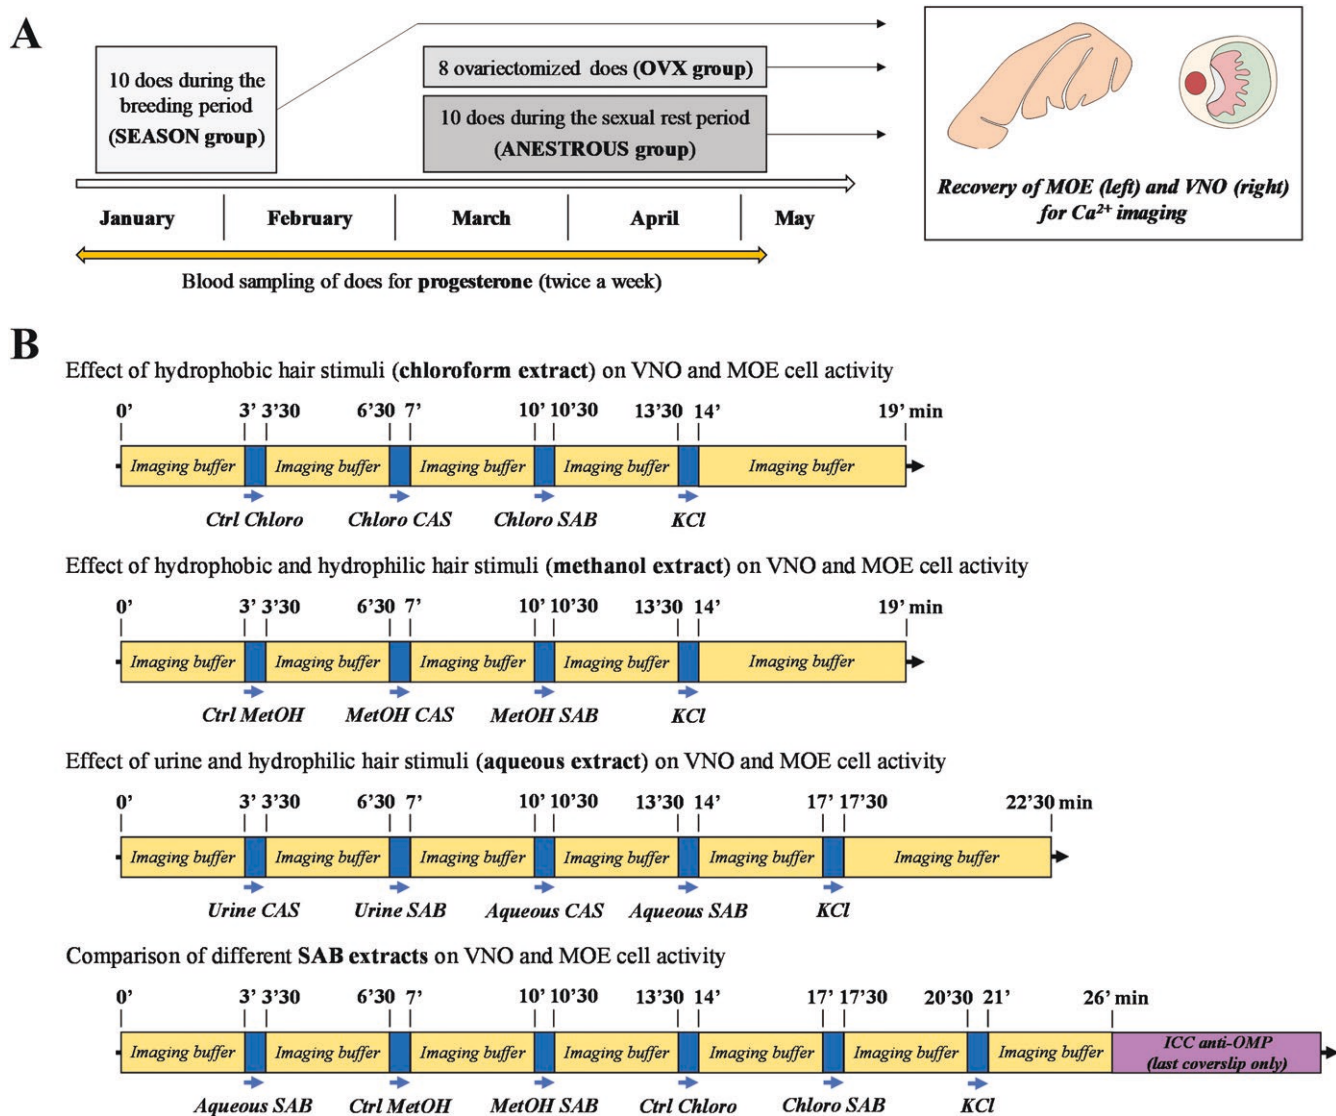 A
10 does during the
breeding period
(SEASON group)
8 ovariectomized does (OVX group)
10 does during the sexual rest period
(ANESTROUS group)
January February March April May
Blood sampling of does for progesterone (twice a week)
Recovery of MOE (left) and VNO (right)
for Ca²⁺ imaging
B
Effect of hydrophobic hair stimuli (chloroform extract) on VNO and MOE cell activity
0' 3' 3'30 6'30 7' 10' 10'30 13'30 14' 19' min
Imaging buffer Imaging buffer Imaging buffer Imaging buffer Imaging buffer
Ctrl Chloro Chloro CAS Chloro SAB KCl
Effect of hydrophobic and hydrophilic hair stimuli (methanol extract) on VNO and MOE cell activity
0' 3' 3'30 6'30 7' 10' 10'30 13'30 14' 19' min
Imaging buffer Imaging buffer Imaging buffer Imaging buffer Imaging buffer
Ctrl MetOH MetOH CAS MetOH SAB KCl
Effect of urine and hydrophilic hair stimuli (aqueous extract) on VNO and MOE cell activity
0' 3' 3'30 6'30 7' 10' 10'30 13'30 14' 17' 17'30 22'30 min
Imaging buffer Imaging buffer Imaging buffer Imaging buffer Imaging buffer Imaging buffer
Urine CAS Urine SAB Aqueous CAS Aqueous SAB KCl
Comparison of different SAB extracts on VNO and MOE cell activity
0' 3' 3'30 6'30 7' 10' 10'30 13'30 14' 17' 17'30 20'30 21' 26' min
Imaging buffer Imaging buffer Imaging buffer Imaging buffer Imaging buffer Imaging buffer Imaging buffer ICC anti-OMP
(last coverslip only)
Aqueous SAB Ctrl MetOH MetOH SAB Ctrl Chloro Chloro SAB KCl